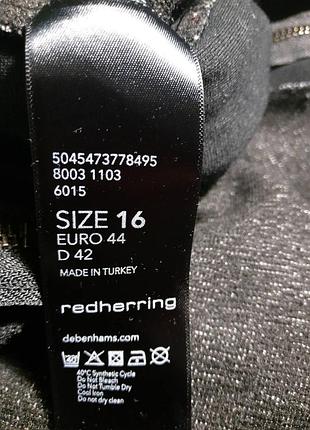 5045473778495
8003 1103
6015
SIZE 16
EURO 44
D 42
MADE IN TURKEY
redherring
debenhams.com
40°C Synthetic Cycle
Do Not Bleach
Do Not Tumble Dry
Cool Iron
Do not dry clean